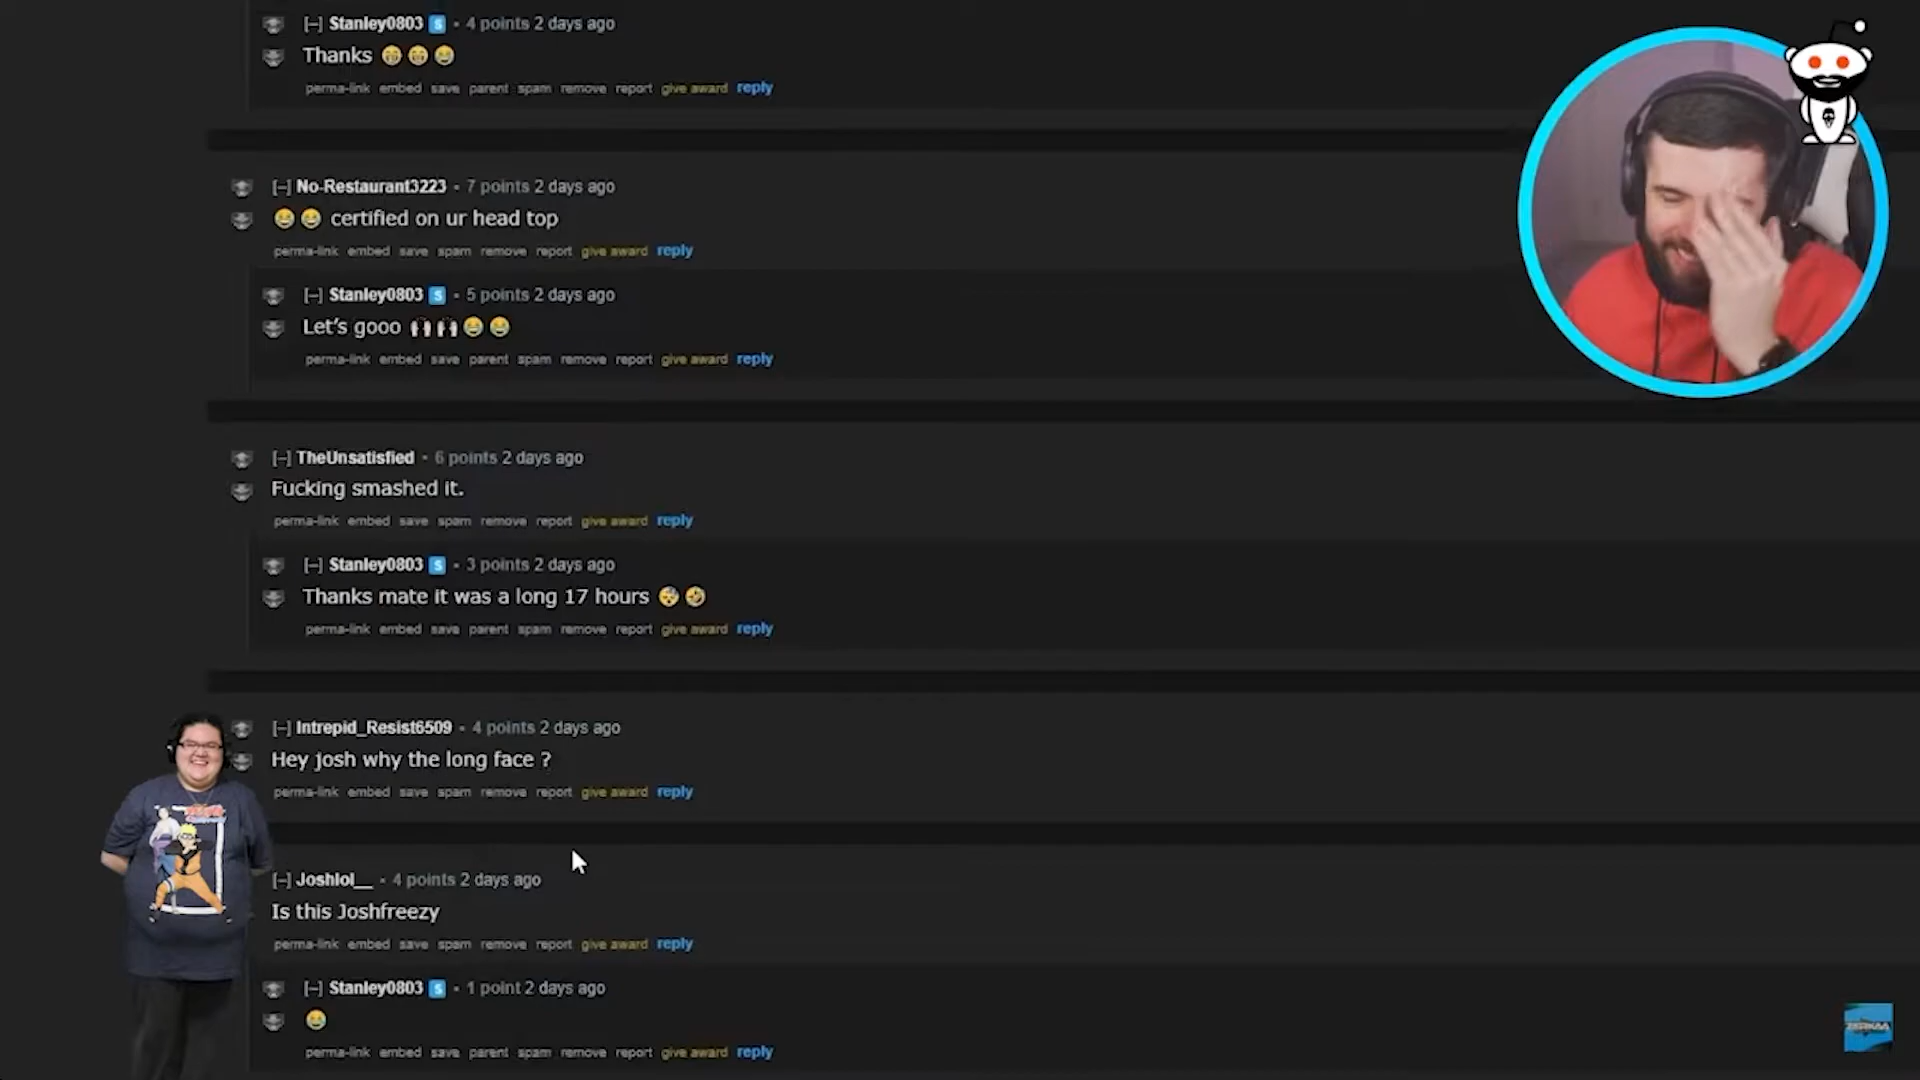 [–] Stanley0803 S • 4 points 2 days ago
Thanks 😁😁😂
perma-link embed save parent spam remove report give award reply
[–] No-Restaurant3223 • 7 points 2 days ago
😂😂 certified on ur head top
perma-link embed save spam remove report give award reply
[–] Stanley0803 S • 5 points 2 days ago
Let’s gooo 🙌🙌😂😂
perma-link embed save parent spam remove report give award reply
[–] TheUnsatisfied • 6 points 2 days ago
Fucking smashed it.
perma-link embed save spam remove report give award reply
[–] Stanley0803 S • 3 points 2 days ago
Thanks mate it was a long 17 hours 😴🤣
perma-link embed save parent spam remove report give award reply
[–] Intrepid_Resist6509 • 4 points 2 days ago
Hey josh why the long face ?
perma-link embed save spam remove report give award reply
[–] Joshlol__ • 4 points 2 days ago
Is this Joshfreezy
perma-link embed save spam remove report give award reply
[–] Stanley0803 S • 1 point 2 days ago
😂
perma-link embed save parent spam remove report give award reply
ZERKAA